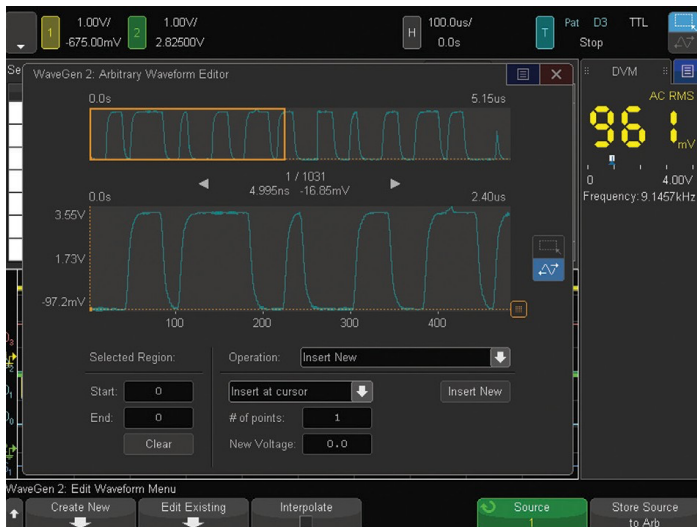 1 1.00V/ -675.00mV 2 1.00V/ 2.82500V H 100.0us/ 0.0s T Pat D3 TTL Stop
Se
WaveGen 2: Arbitrary Waveform Editor
DVM
AC RMS
961 mV
0 4.00V
Frequency: 9.1457kHz
0.0s 5.15us
1 / 1031
4.995ns -16.85mV
0.0s 2.40us
3.55V
1.73V
-97.2mV
100 200 300 400
Selected Region: Operation: Insert New
Start: 0 Insert at cursor Insert New
End: 0 # of points: 1
Clear New Voltage: 0.0
WaveGen 2: Edit Waveform Menu
Create New Edit Existing Interpolate Source 1 Store Source to Arb